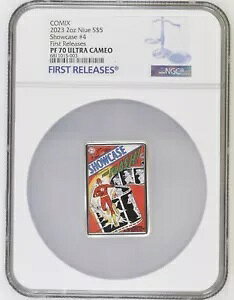 COMIX
2023 2oz Niue S$5
Showcase #4
First Releases
PF 70 ULTRA CAMEO
FIRST RELEASES
NGC
SHOWCASE